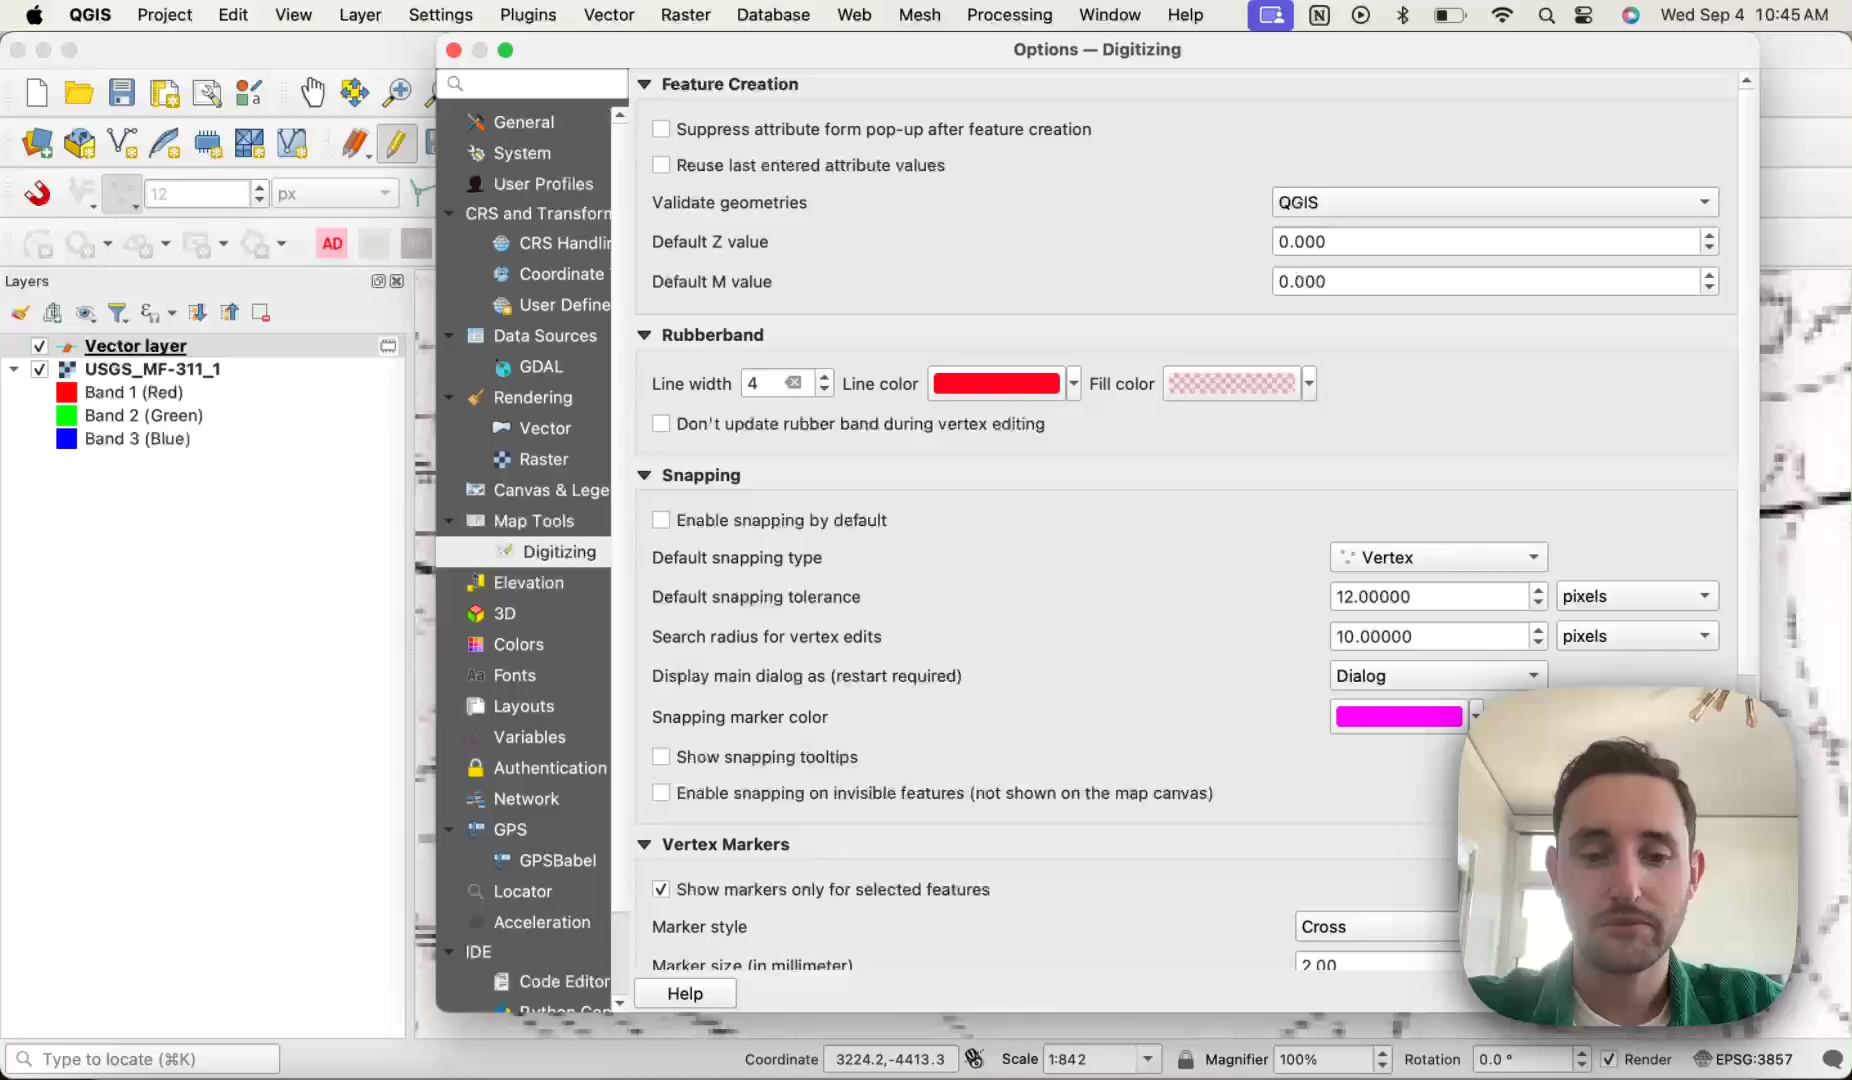 QGIS Project Edit View Layer Settings Plugins Vector Raster Database Web Mesh Processing Window Help Wed Sep 4 10:45 AM
Options — Digitizing
Feature Creation
General
Suppress attribute form pop-up after feature creation
System
Reuse last entered attribute values
User Profiles
12 px
Validate geometries QGIS
CRS and Transform
Default Z value 0.000
AD
CRS Handlin
Coordinate
Default M value 0.000
Layers
User Define
Rubberband
Data Sources
Vector layer
USGS_MF-311_1
GDAL
Line width 4 Line color Fill color
Band 1 (Red)
Rendering
Band 2 (Green)
Don't update rubber band during vertex editing
Vector
Band 3 (Blue)
Raster
Snapping
Canvas & Lege
Map Tools
Enable snapping by default
Digitizing
Default snapping type Vertex
Elevation
Default snapping tolerance 12.00000 pixels
3D
Search radius for vertex edits 10.00000 pixels
Colors
Fonts
Display main dialog as (restart required) Dialog
Layouts
Snapping marker color
Variables
Show snapping tooltips
Authentication
Enable snapping on invisible features (not shown on the map canvas)
Network
GPS
Vertex Markers
GPSBabel
Locator
Show markers only for selected features
Acceleration
Marker style Cross
IDE
Marker size (in millimeter) 2.00
Code Editor
Help
Type to locate (⌘K) Coordinate 3224.2,-4413.3 Scale 1:842 Magnifier 100% Rotation 0.0 ° Render EPSG:3857